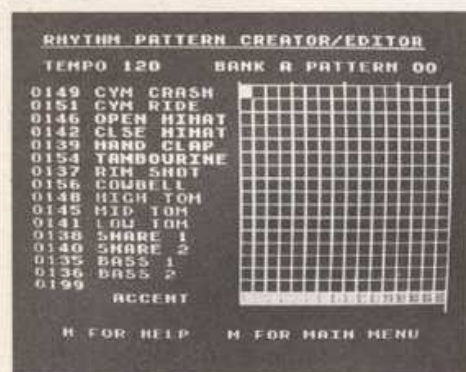 RHYTHM PATTERN CREATOR/EDITOR
TEMPO 120 BANK A PATTERN 00
0149 CYM CRASH
0151 CYM RIDE
0146 OPEN HIHAT
0142 CLSE HIHAT
0139 HAND CLAP
0154 TANBOURINE
0137 RIM SHOT
0156 COWBELL
0148 HIGH TOM
0145 MID TOM
0141 LOW TOM
0138 SNARE 1
0140 SNARE 2
0135 BASS 1
0136 BASS 2
0199
ACCENT
H FOR HELP M FOR MAIN MENU